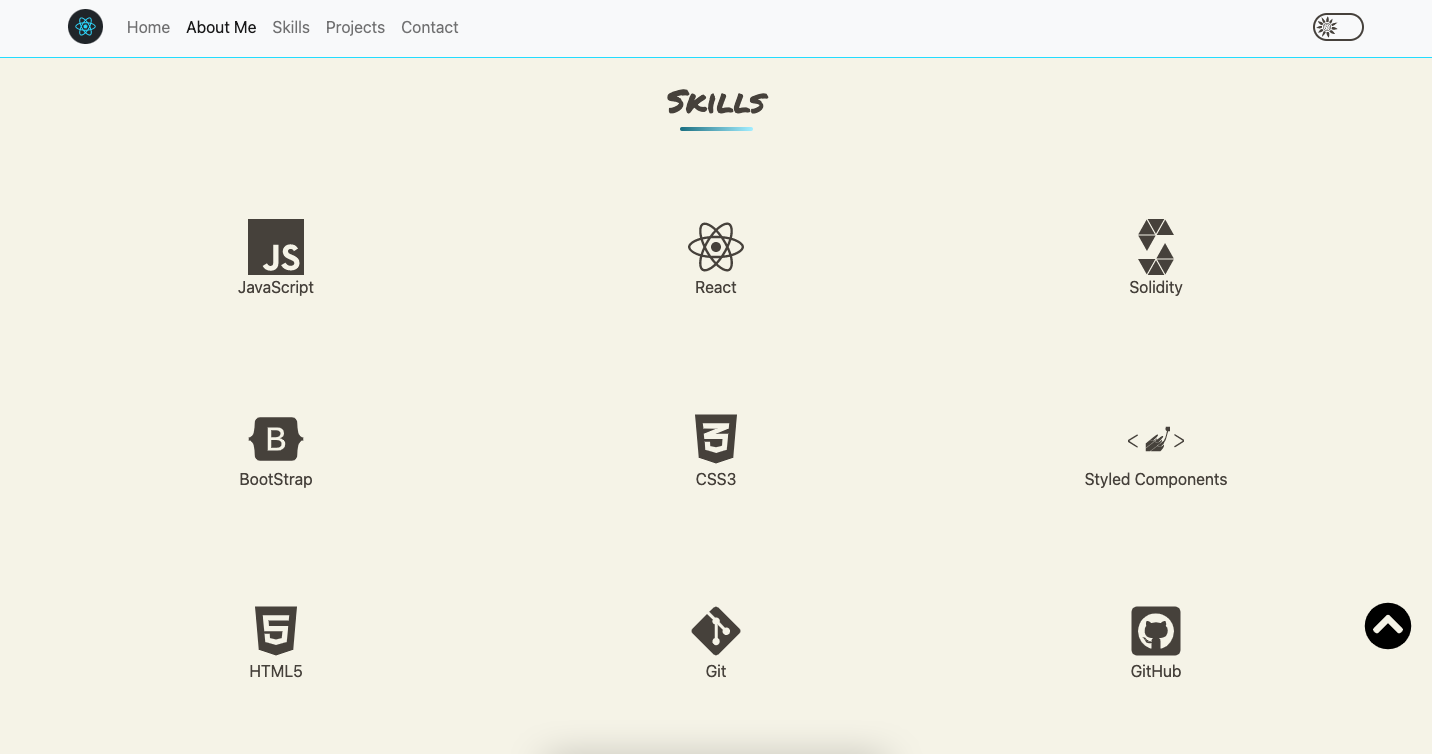 Home About Me Skills Projects Contact
Skills
JS
JavaScript
React
Solidity
B
BootStrap
3
CSS3
< >
Styled Components
5
HTML5
Git
GitHub